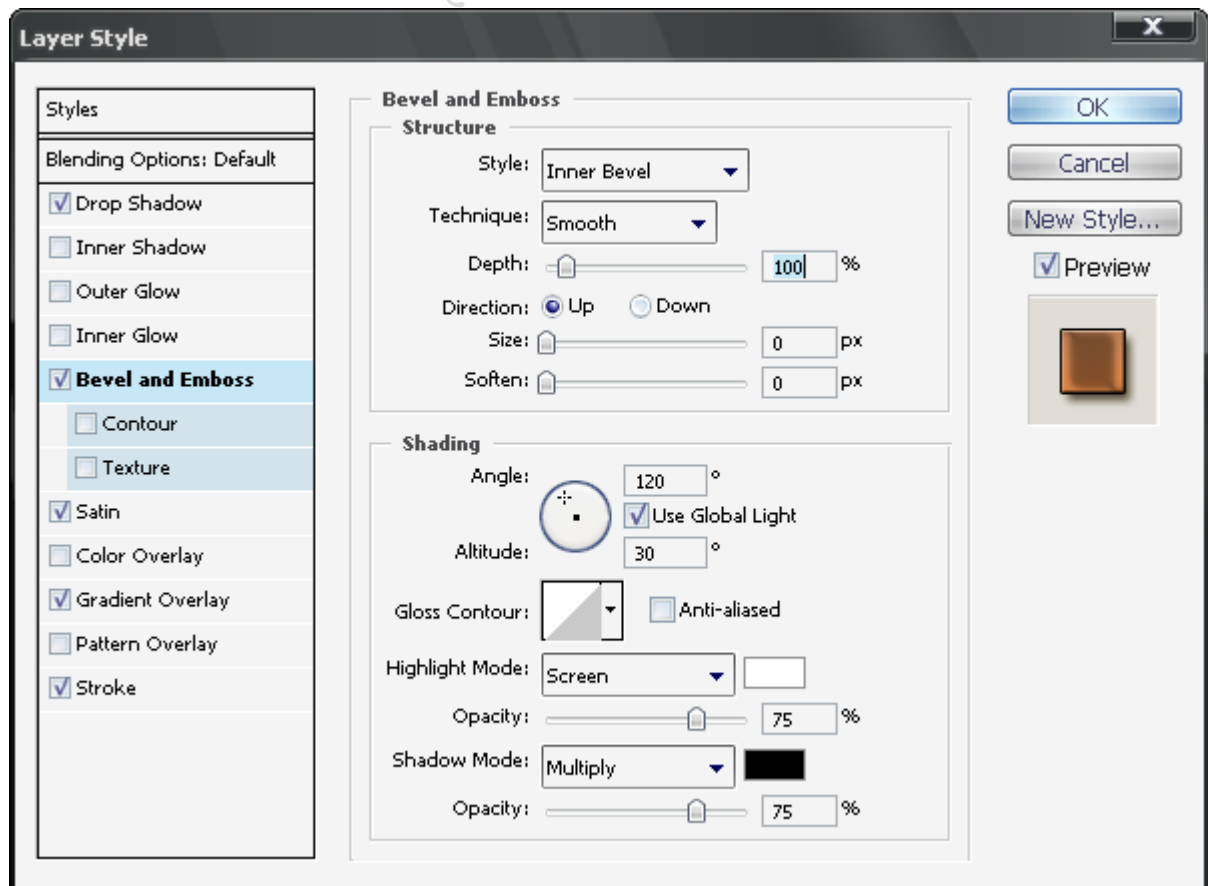 Layer Style
X
Styles
Blending Options: Default
Drop Shadow
Inner Shadow
Outer Glow
Inner Glow
Bevel and Emboss
Contour
Texture
Satin
Color Overlay
Gradient Overlay
Pattern Overlay
Stroke
Bevel and Emboss
Structure
Style: Inner Bevel
Technique: Smooth
Depth: 100 %
Direction: Up Down
Size: 0 px
Soften: 0 px
Shading
Angle: 120 °
Use Global Light
Altitude: 30 °
Gloss Contour: Anti-aliased
Highlight Mode: Screen
Opacity: 75 %
Shadow Mode: Multiply
Opacity: 75 %
OK
Cancel
New Style...
Preview